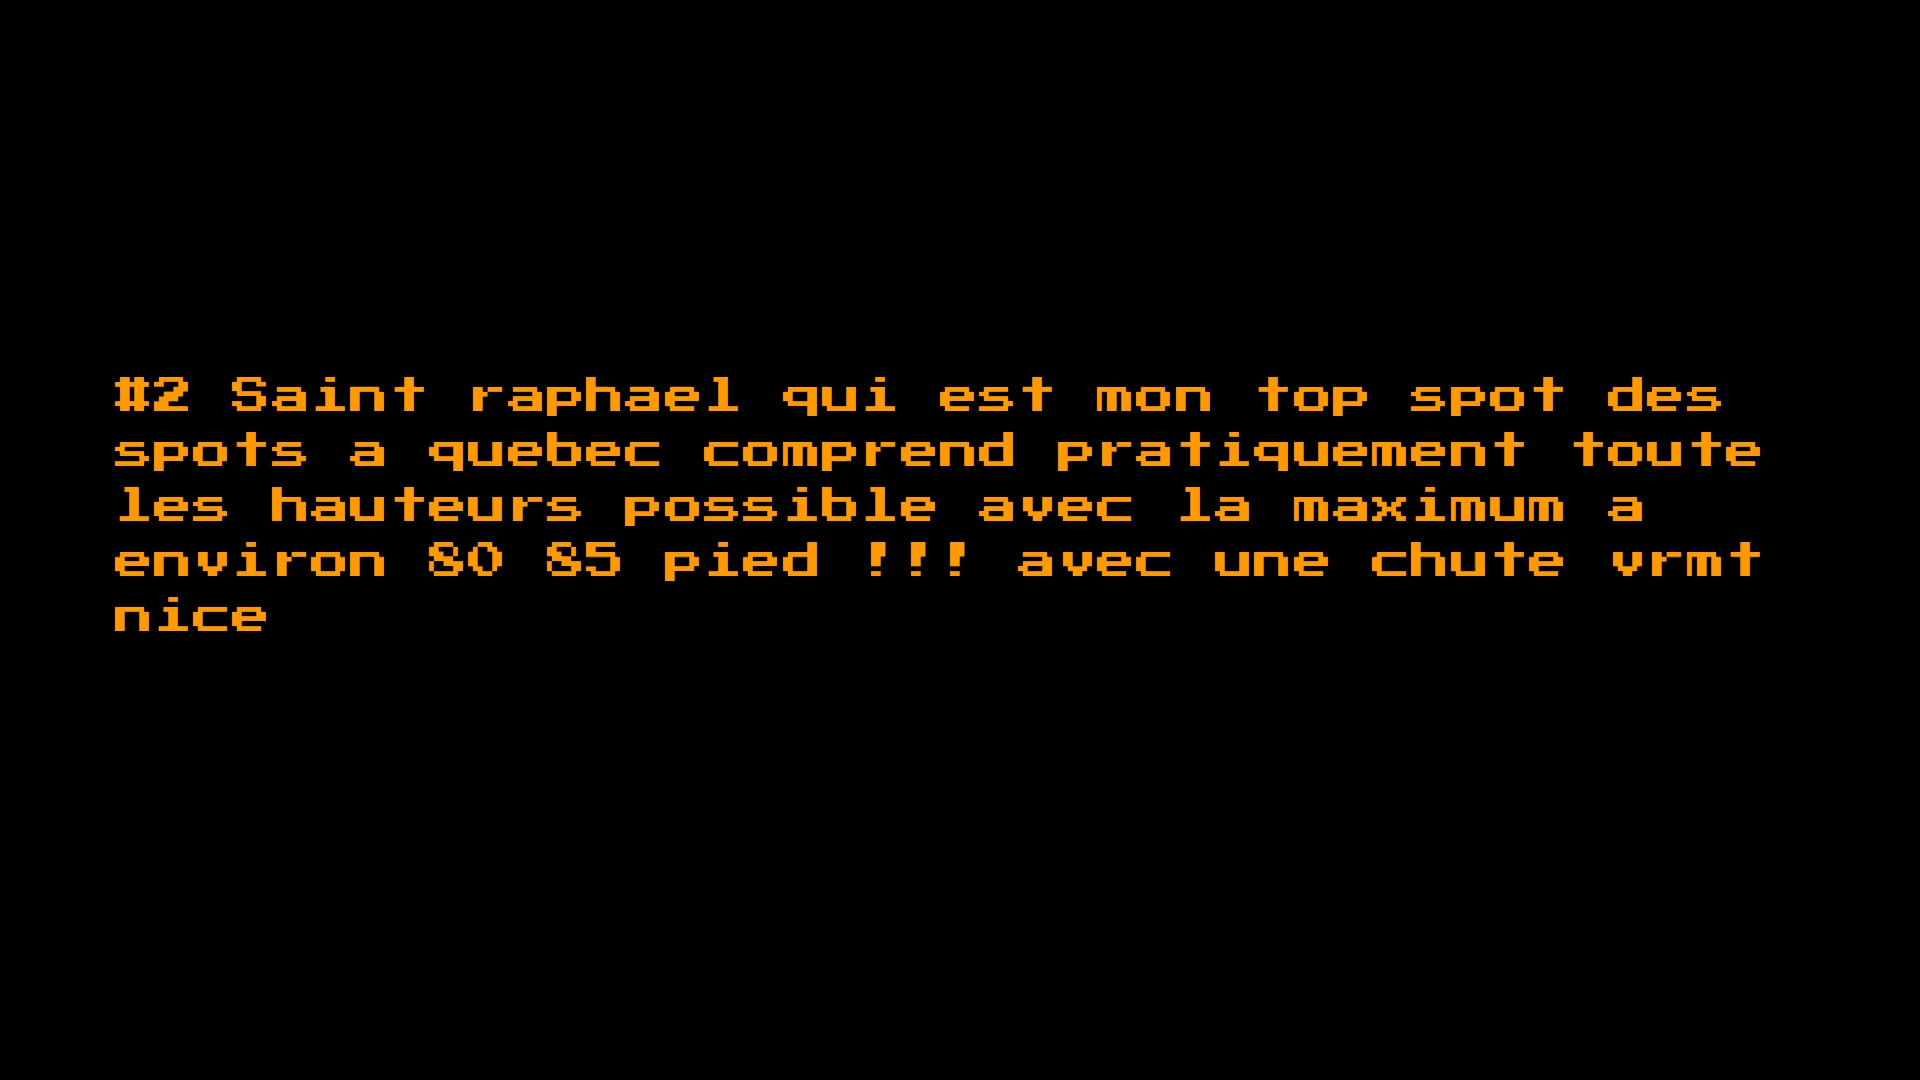 #2 Saint raphael qui est mon top spot des
spots a quebec comprend pratiquement toute
les hauteurs possible avec la maximum a
environ 80 85 pied !!! avec une chute vrmt
nice